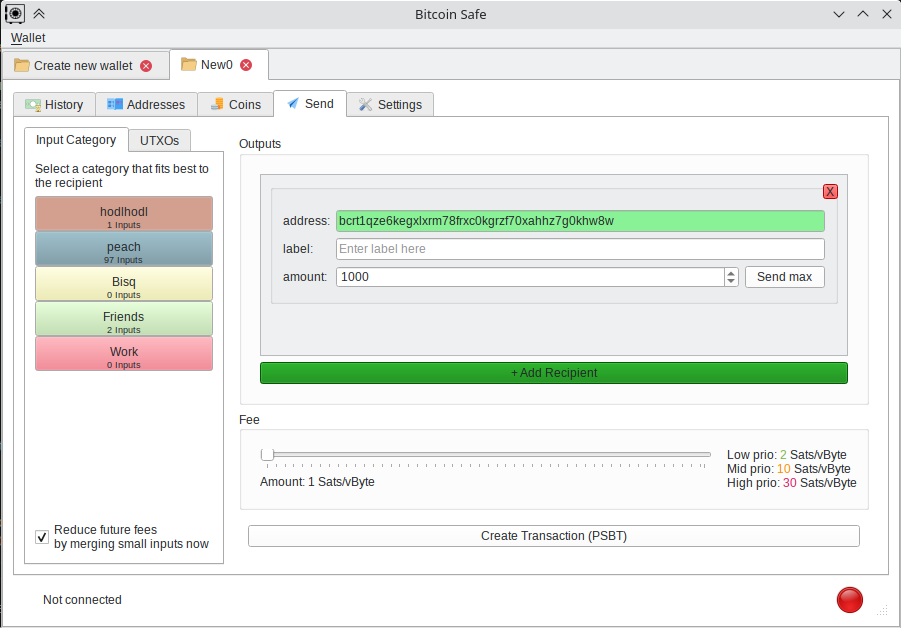 Bitcoin Safe
Wallet
Create new wallet
New0
History
Addresses
Coins
Send
Settings
Input Category
UTXOs
Select a category that fits best to
the recipient
hodlhodl
1 Inputs
peach
97 Inputs
Bisq
0 Inputs
Friends
2 Inputs
Work
0 Inputs
Reduce future fees
by merging small inputs now
Outputs
X
address: bcrt1qze6kegxlxrm78frxc0kgrzf70xahhz7g0khw8w
label: Enter label here
amount: 1000 Send max
+ Add Recipient
Fee
Amount: 1 Sats/vByte
Low prio: 2 Sats/vByte
Mid prio: 10 Sats/vByte
High prio: 30 Sats/vByte
Create Transaction (PSBT)
Not connected